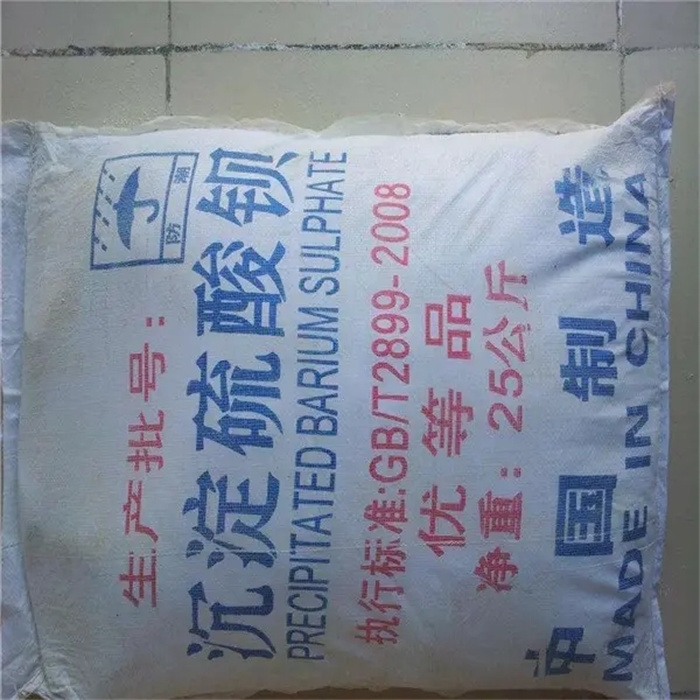 防潮
生产批号：
沉淀硫酸钡
PRECIPITATED BARIUM SULPHATE
执行标准:GB/T2899-2008
优等品
净重：25公斤
中国制造
MADE IN CHINA